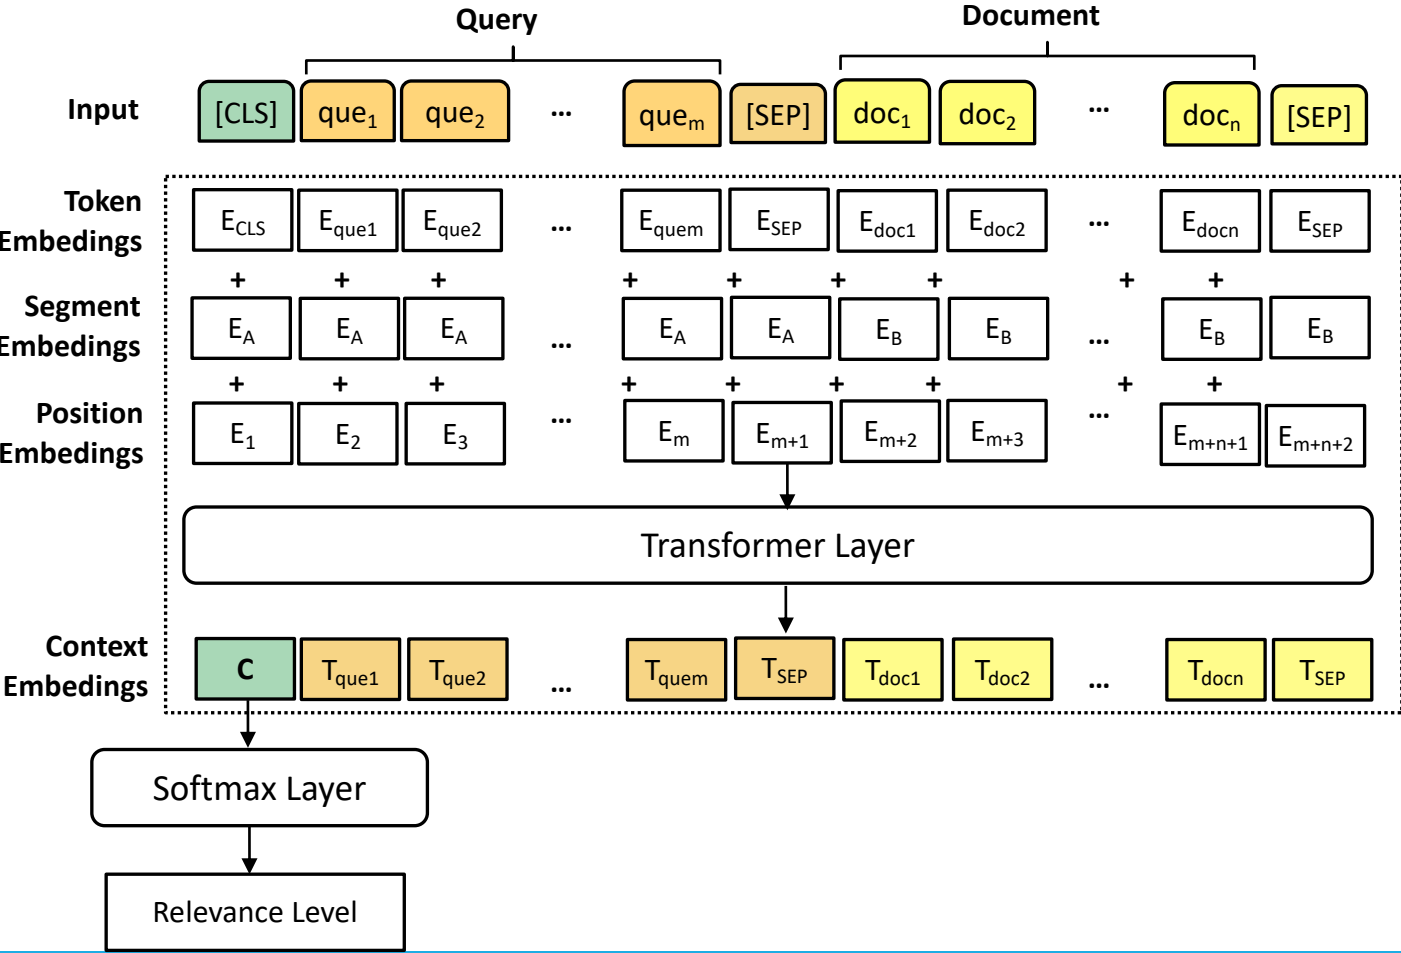 Query Document
Input [CLS] que1 que2 ... quem [SEP] doc1 doc2 ... docn [SEP]
Token
Embedings
ECLS Eque1 Eque2 ... Equem ESEP Edoc1 Edoc2 ... Edocn ESEP
+ + + + + + + + +
Segment
Embedings
EA EA EA ... EA EA EB EB ... EB EB
+ + + + + + + + +
Position
Embedings
E1 E2 E3 ... Em Em+1 Em+2 Em+3 ... Em+n+1 Em+n+2
Transformer Layer
Context
Embedings
C Tque1 Tque2 ... Tquem TSEP Tdoc1 Tdoc2 ... Tdocn TSEP
Softmax Layer
Relevance Level